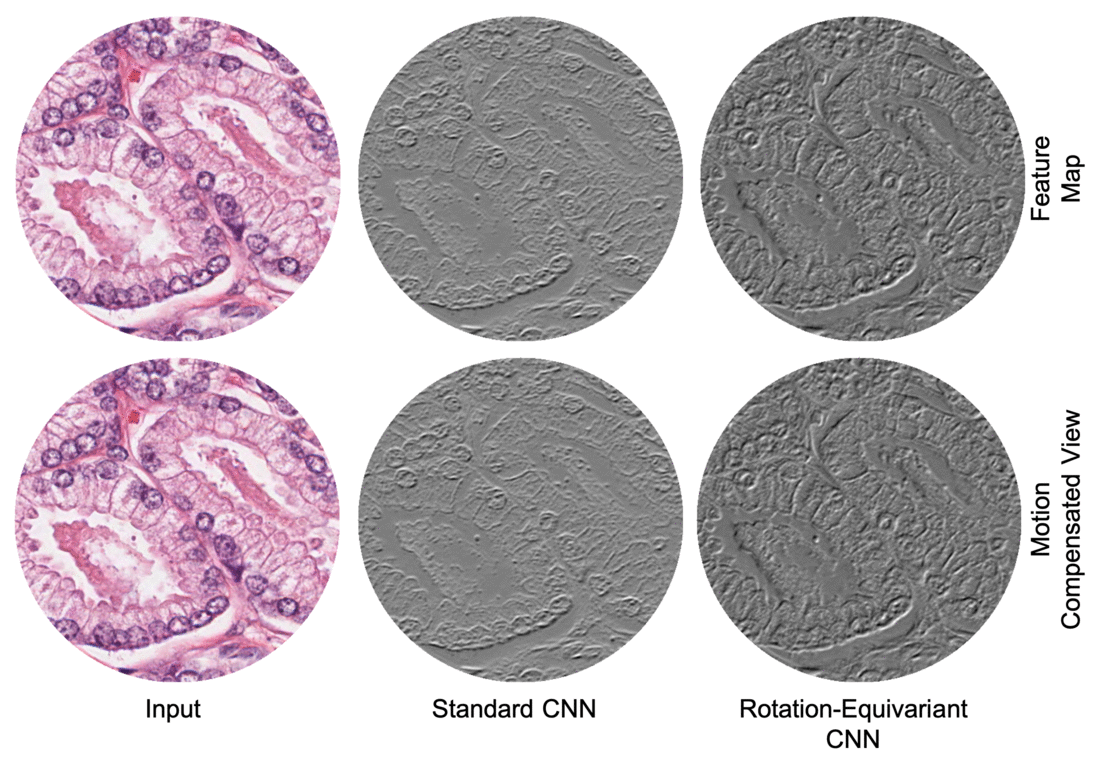 Feature
Map
Motion
Compensated View
Input
Standard CNN
Rotation-Equivariant
CNN